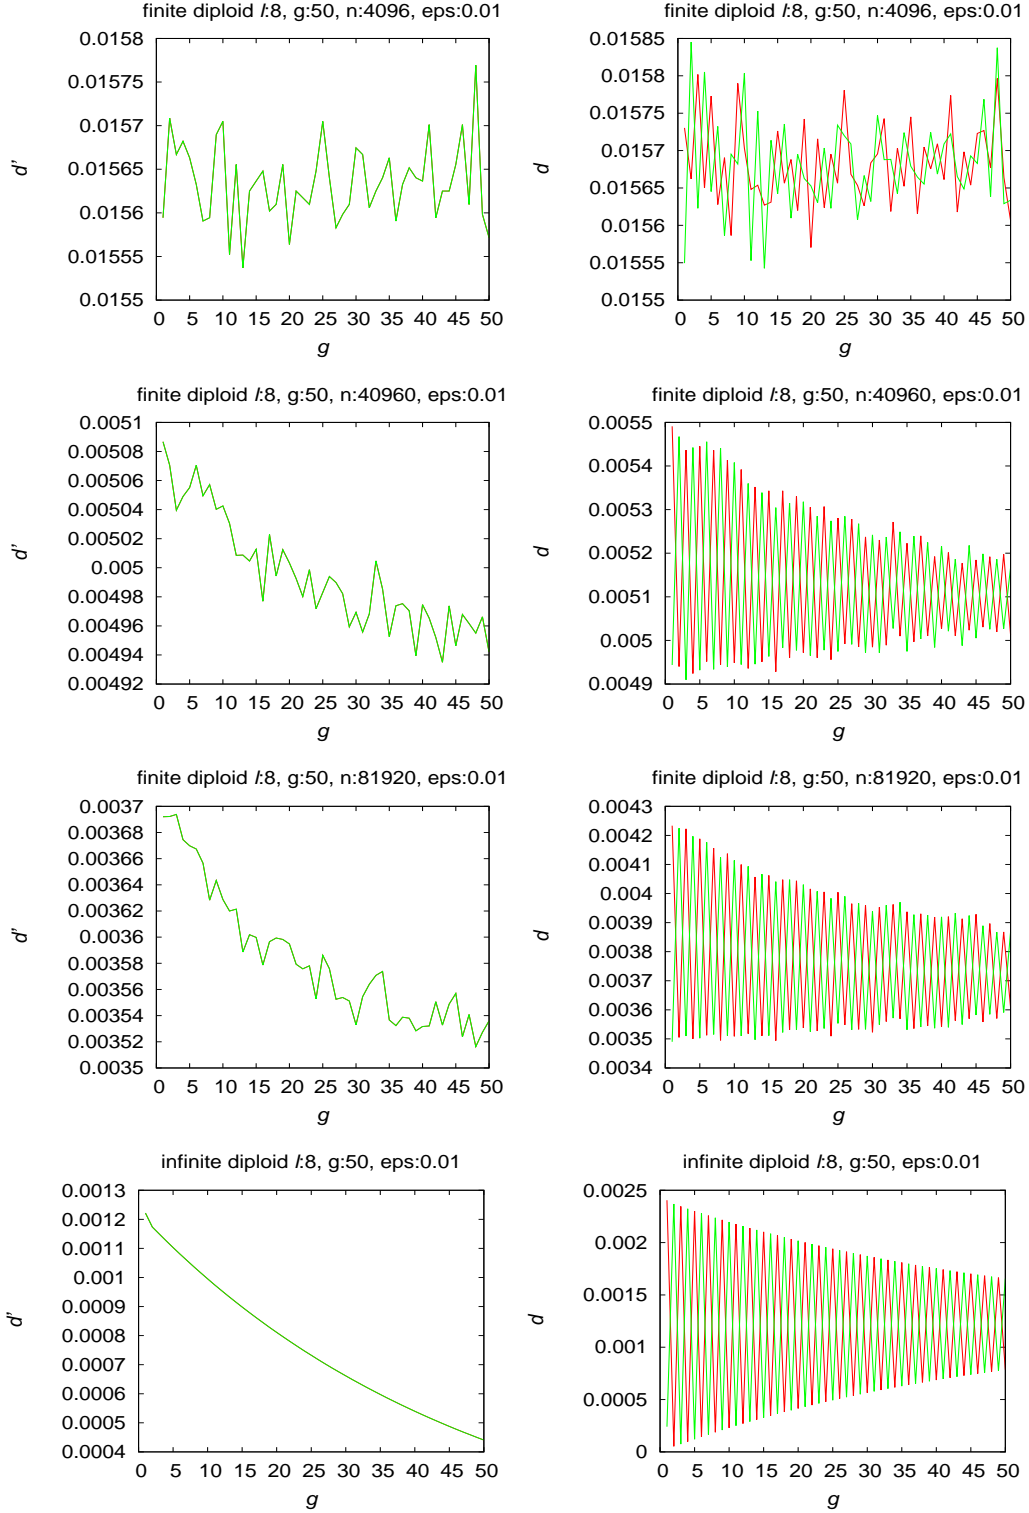 finite diploid l:8, g:50, n:4096, eps:0.01
0.0158
0.01575
0.0157
0.01565
0.0156
0.01555
0.0155
d'
0 5 10 15 20 25 30 35 40 45 50
g
finite diploid l:8, g:50, n:4096, eps:0.01
0.01585
0.0158
0.01575
0.0157
0.01565
0.0156
0.01555
0.0155
d
0 5 10 15 20 25 30 35 40 45 50
g
finite diploid l:8, g:50, n:40960, eps:0.01
0.0051
0.00508
0.00506
0.00504
0.00502
0.005
0.00498
0.00496
0.00494
0.00492
d'
0 5 10 15 20 25 30 35 40 45 50
g
finite diploid l:8, g:50, n:40960, eps:0.01
0.0055
0.0054
0.0053
0.0052
0.0051
0.005
0.0049
d
0 5 10 15 20 25 30 35 40 45 50
g
finite diploid l:8, g:50, n:81920, eps:0.01
0.0037
0.00368
0.00366
0.00364
0.00362
0.0036
0.00358
0.00356
0.00354
0.00352
0.0035
d'
0 5 10 15 20 25 30 35 40 45 50
g
finite diploid l:8, g:50, n:81920, eps:0.01
0.0043
0.0042
0.0041
0.004
0.0039
0.0038
0.0037
0.0036
0.0035
0.0034
d
0 5 10 15 20 25 30 35 40 45 50
g
infinite diploid l:8, g:50, eps:0.01
0.0013
0.0012
0.0011
0.001
0.0009
0.0008
0.0007
0.0006
0.0005
0.0004
d'
0 5 10 15 20 25 30 35 40 45 50
g
infinite diploid l:8, g:50, eps:0.01
0.0025
0.002
0.0015
0.001
0.0005
0
d
0 5 10 15 20 25 30 35 40 45 50
g